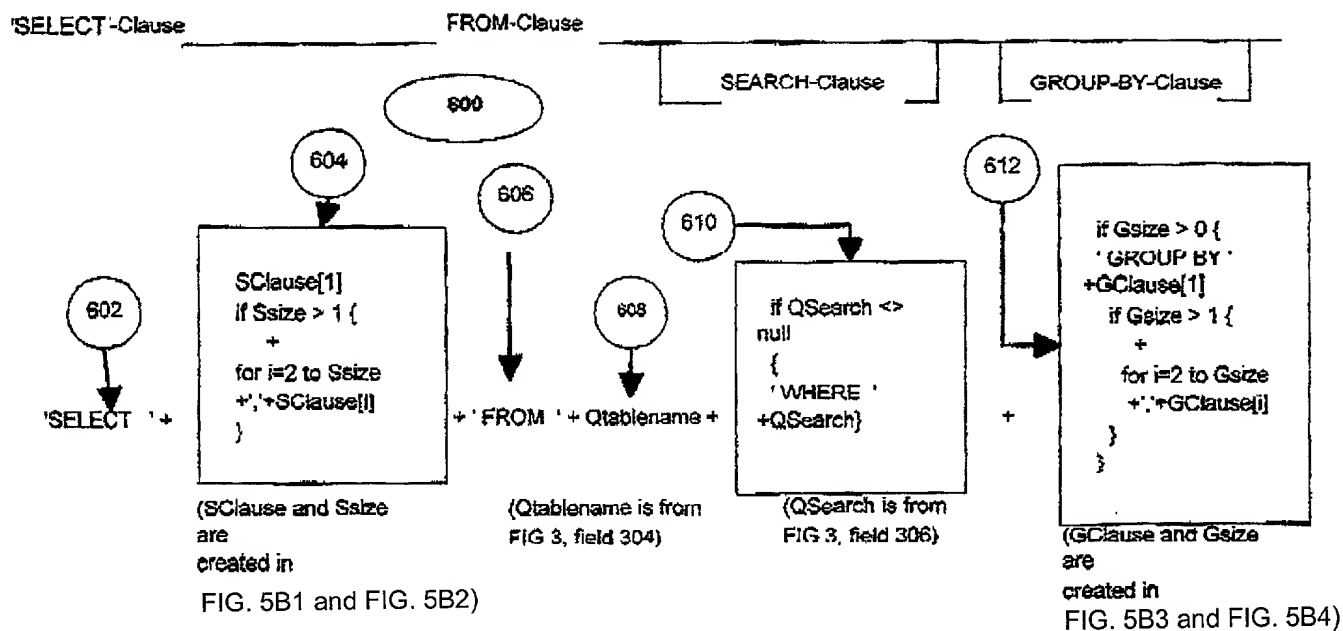 'SELECT'-Clause
FROM-Clause
SEARCH-Clause
GROUP-BY-Clause
600
604
606
612
610
602
608
SClause[1]
if Ssize > 1 {
+
for i=2 to Ssize
+','+SClause[i]
}
if QSearch <>
null
{
' WHERE '
+QSearch}
if Gsize > 0 {
' GROUP BY '
+GClause[1]
if Gsize > 1 {
+
for i=2 to Gsize
+','+GClause[i]
}
}
'SELECT ' + + ' FROM ' + Qtablename + +
(SClause and Ssize
are
created in
FIG. 5B1 and FIG. 5B2)
(Qtablename is from
FIG 3, field 304)
(QSearch is from
FIG 3, field 306)
(GClause and Gsize
are
created in
FIG. 5B3 and FIG. 5B4)